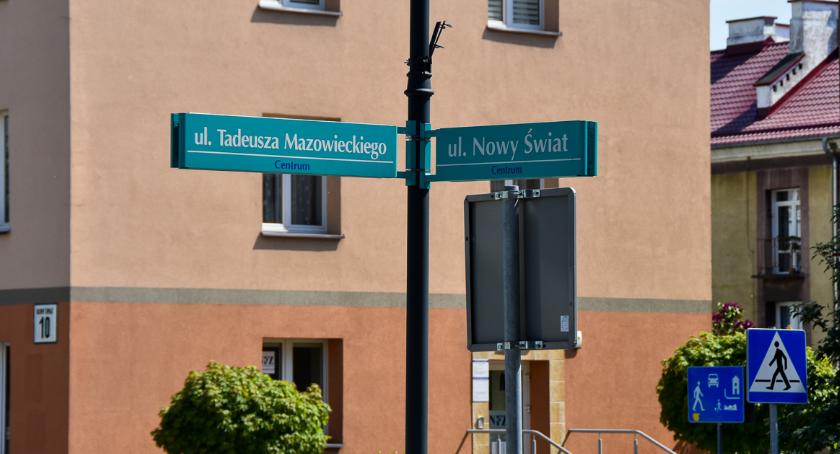 ul. Tadeusza Mazowieckiego
Centrum
ul. Nowy Świat
Centrum
10